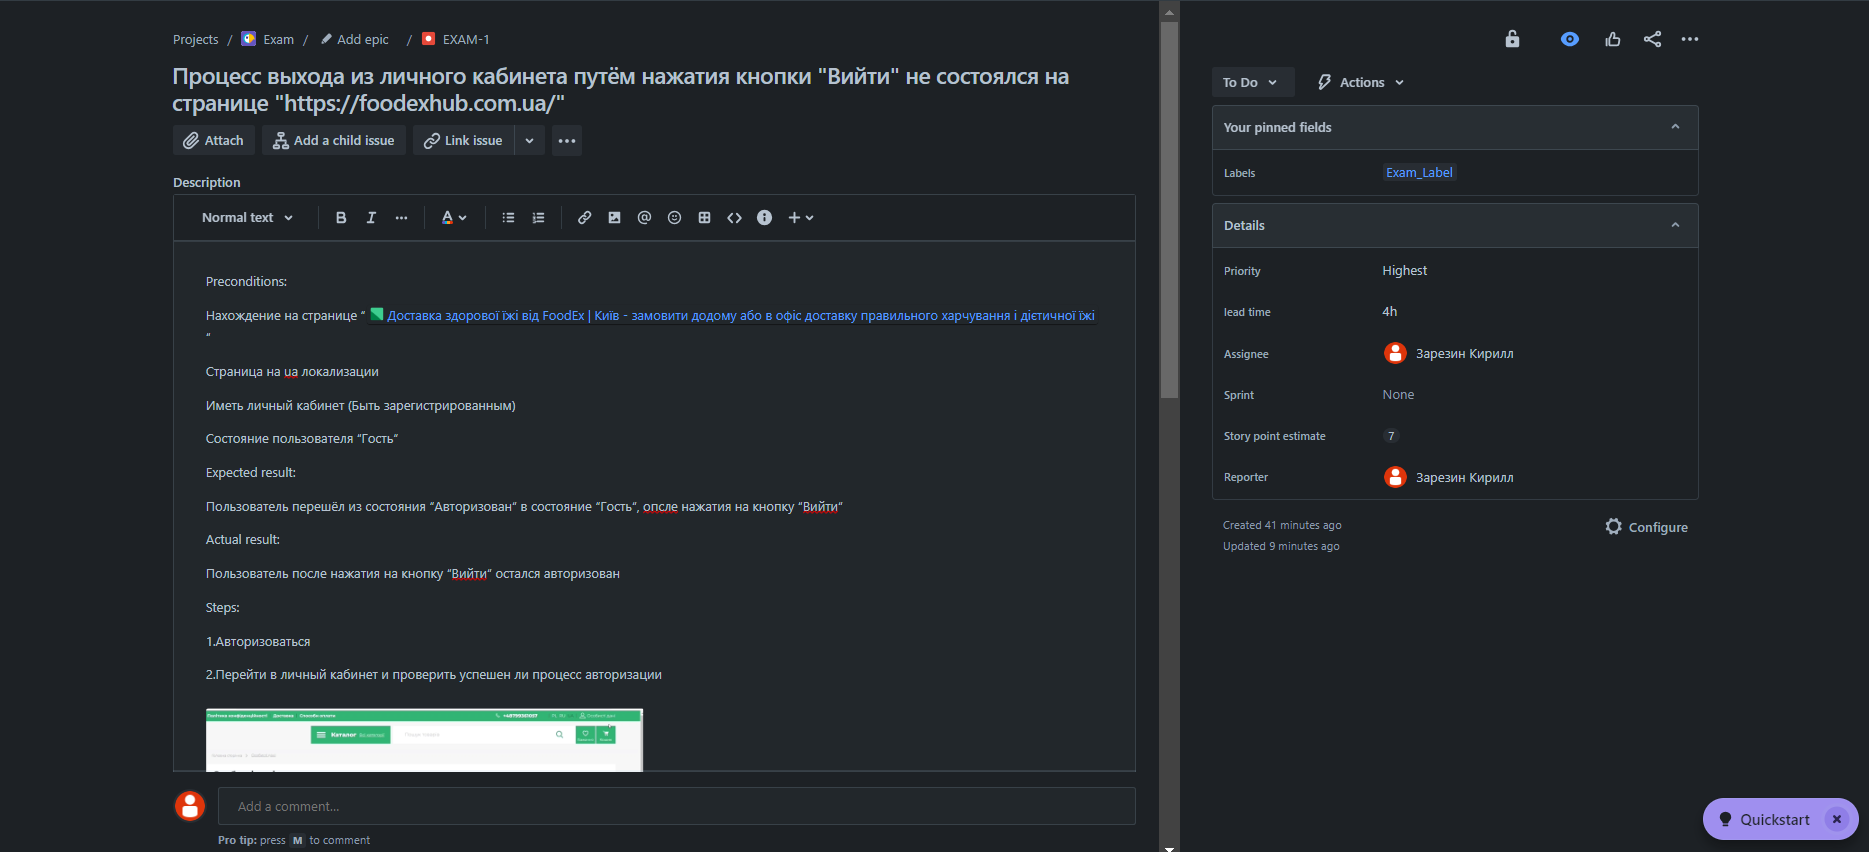 Projects / Exam / Add epic / EXAM-1
Процесс выхода из личного кабинета путём нажатия кнопки "Вийти" не состоялся на
странице "https://foodexhub.com.ua/"
Attach Add a child issue Link issue
Description
Normal text B I A
Preconditions:
Нахождение на странице “ Доставка здорової їжі від FoodEx | Київ - замовити додому або в офіс доставку правильного харчування і дієтичної їжі
“
Страница на ua локализации
Иметь личный кабинет (Быть зарегистрированным)
Состояние пользователя “Гость”
Expected result:
Пользователь перешёл из состояния “Авторизован” в состояние “Гость”, опсле нажатия на кнопку “Вийти”
Actual result:
Пользователь после нажатия на кнопку “Вийти” остался авторизован
Steps:
1.Авторизоваться
2.Перейти в личный кабинет и проверить успешен ли процесс авторизации
Каталог
Add a comment...
Pro tip: press M to comment
To Do Actions
Your pinned fields
Labels Exam_Label
Details
Priority Highest
lead time 4h
Assignee Зарезин Кирилл
Sprint None
Story point estimate 7
Reporter Зарезин Кирилл
Created 41 minutes ago
Updated 9 minutes ago
Configure
Quickstart